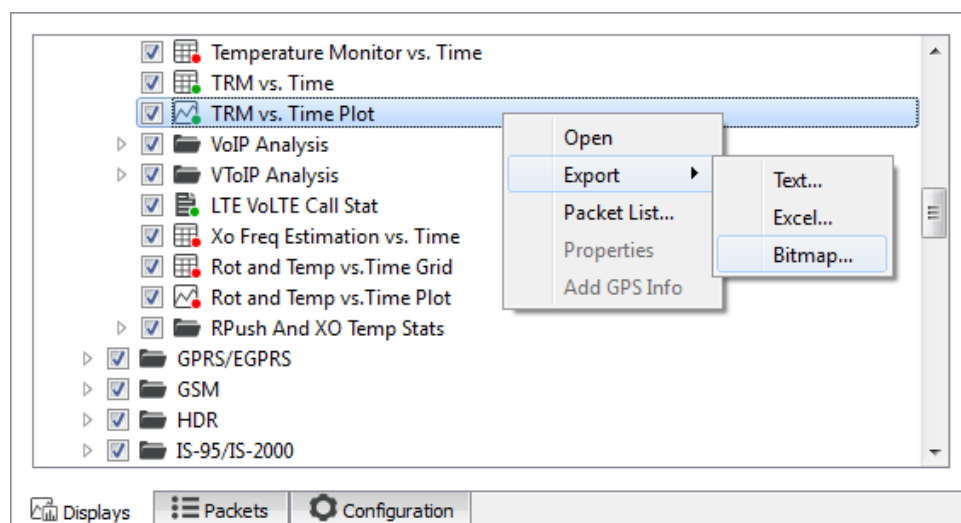 Temperature Monitor vs. Time
TRM vs. Time
TRM vs. Time Plot
VoIP Analysis
VToIP Analysis
LTE VoLTE Call Stat
Xo Freq Estimation vs. Time
Rot and Temp vs.Time Grid
Rot and Temp vs.Time Plot
RPush And XO Temp Stats
GPRS/EGPRS
GSM
HDR
IS-95/IS-2000
Open
Export
Packet List...
Properties
Add GPS Info
Text...
Excel...
Bitmap...
Displays
Packets
Configuration